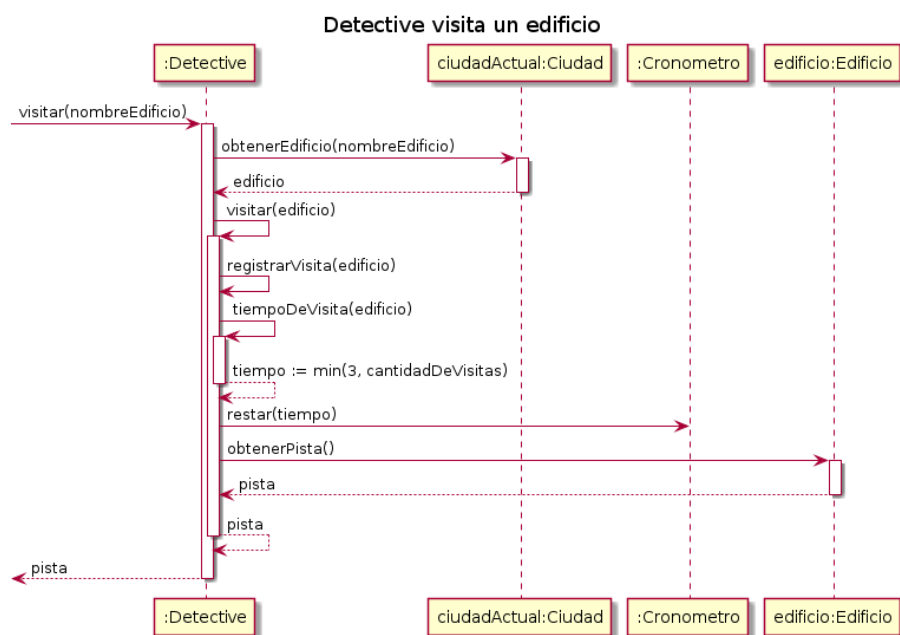 Detective visita un edificio
:Detective
ciudadActual:Ciudad
:Cronometro
edificio:Edificio
visitar(nombreEdificio)
obtenerEdificio(nombreEdificio)
edificio
visitar(edificio)
registrarVisita(edificio)
tiempoDeVisita(edificio)
tiempo := min(3, cantidadDeVisitas)
restar(tiempo)
obtenerPista()
pista
pista
pista
:Detective
ciudadActual:Ciudad
:Cronometro
edificio:Edificio